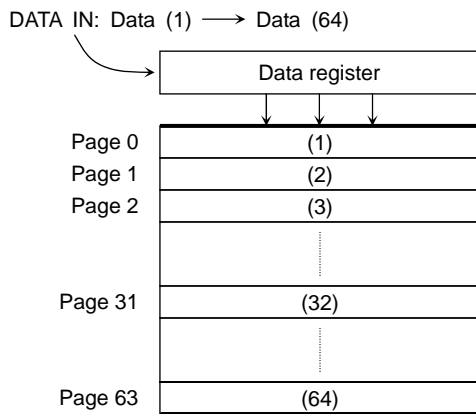 DATA IN: Data (1) ⟶ Data (64)
Data register
Page 0 (1)
Page 1 (2)
Page 2 (3)
Page 31 (32)
Page 63 (64)